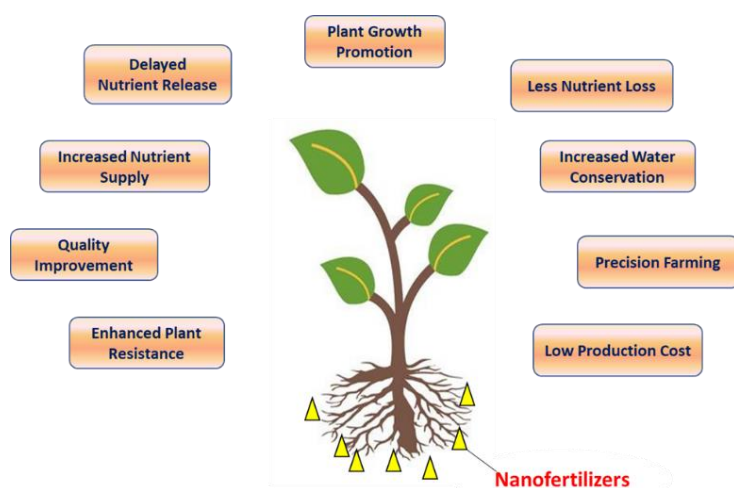 Plant Growth
Promotion
Delayed
Nutrient Release
Less Nutrient Loss
Increased Nutrient
Supply
Increased Water
Conservation
Quality
Improvement
Precision Farming
Enhanced Plant
Resistance
Low Production Cost
Nanofertilizers